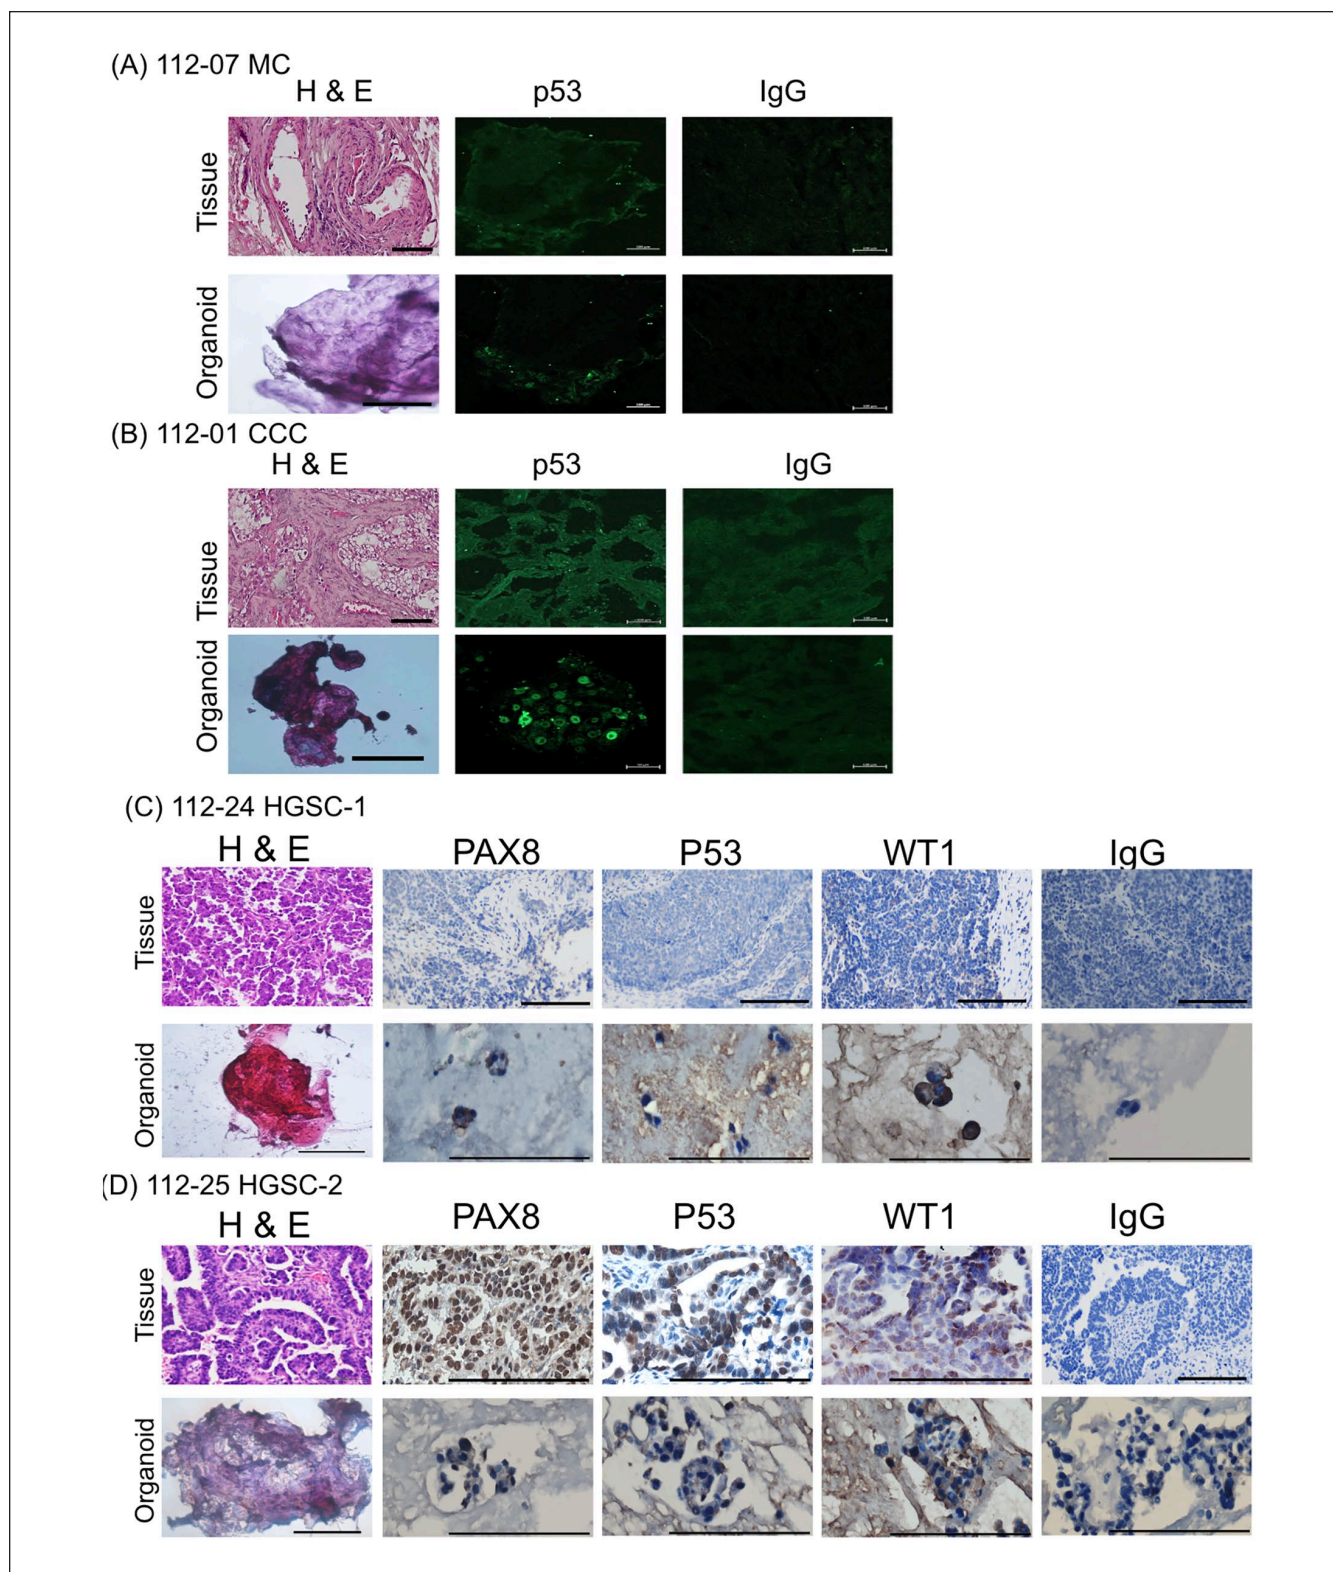 (A) 112-07 MC
H & E p53 IgG
Tissue
Organoid
(B) 112-01 CCC
H & E p53 IgG
Tissue
Organoid
(C) 112-24 HGSC-1
H & E PAX8 P53 WT1 IgG
Tissue
Organoid
(D) 112-25 HGSC-2
H & E PAX8 P53 WT1 IgG
Tissue
Organoid